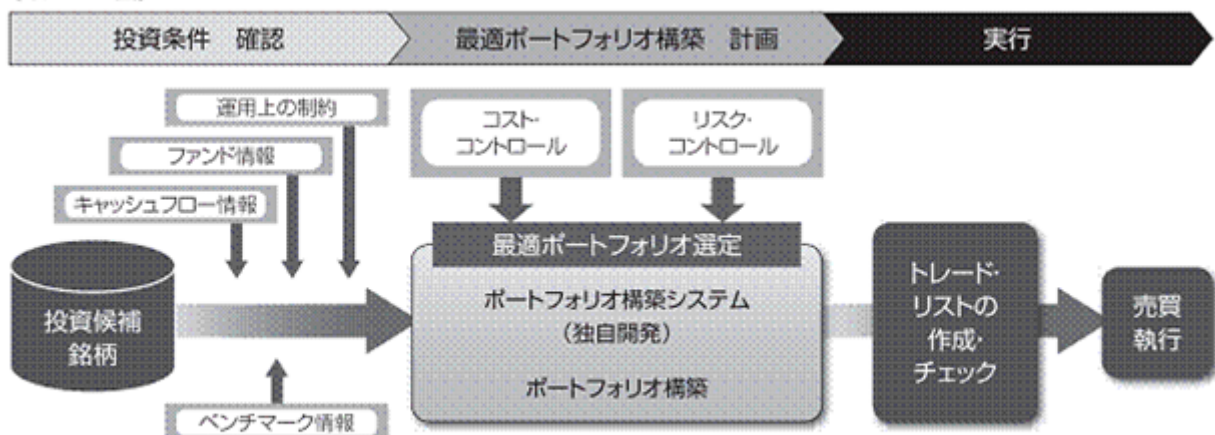 投資条件 確認
最適ポートフォリオ構築 計画
実行
運用上の制約
ファンド情報
キャッシュフロー情報
コスト・
コントロール
リスク・
コントロール
投資候補
銘柄
最適ポートフォリオ選定
ポートフォリオ構築システム
（独自開発）
ポートフォリオ構築
トレード・
リストの
作成・
チェック
売買
執行
ベンチマーク情報